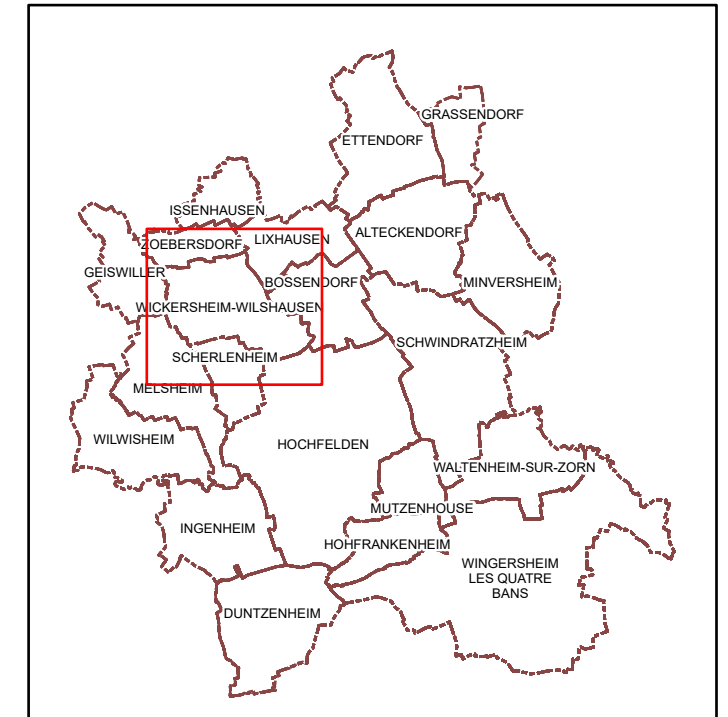 GRASSENDORF
ETTENDORF
ISSENHAUSEN
ALTECKENDORF
LIXHAUSEN
ZOEBERSDORF
GEISWILLER
BOSSENDORF
MINVERSHEIM
WICKERSHEIM-WILSHAUSEN
SCHWINDRATZHEIM
SCHERLENHEIM
MELSHEIM
WILWISHEIM
HOCHFELDEN
WALTENHEIM-SUR-ZORN
MUTZENHOUSE
INGENHEIM
HOHFRANKENHEIM
WINGERSHEIM
LES QUATRE
BANS
DUNTZENHEIM